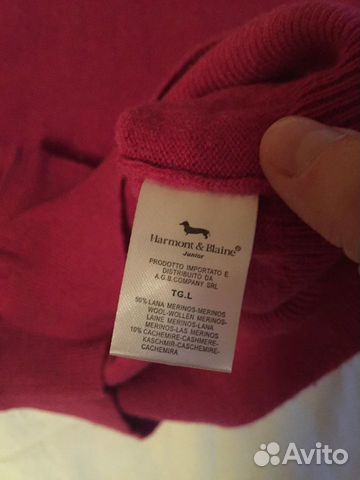 Harmont & Blaine®
Junior
PRODOTTO IMPORTATO E
DISTRIBUITO DA
A.G.B.COMPANY SRL
TG.L
90% LANA MERINOS-MERINOS
WOOL-WOLLEN MERINOS-
LAINE MERINOS-LANA
MERINOS-LAS MERINOS
10% CACHEMIRE-CASHMERE-
KASCHMIR-CASCHEMIRE-
CACHEMIRA
Avito